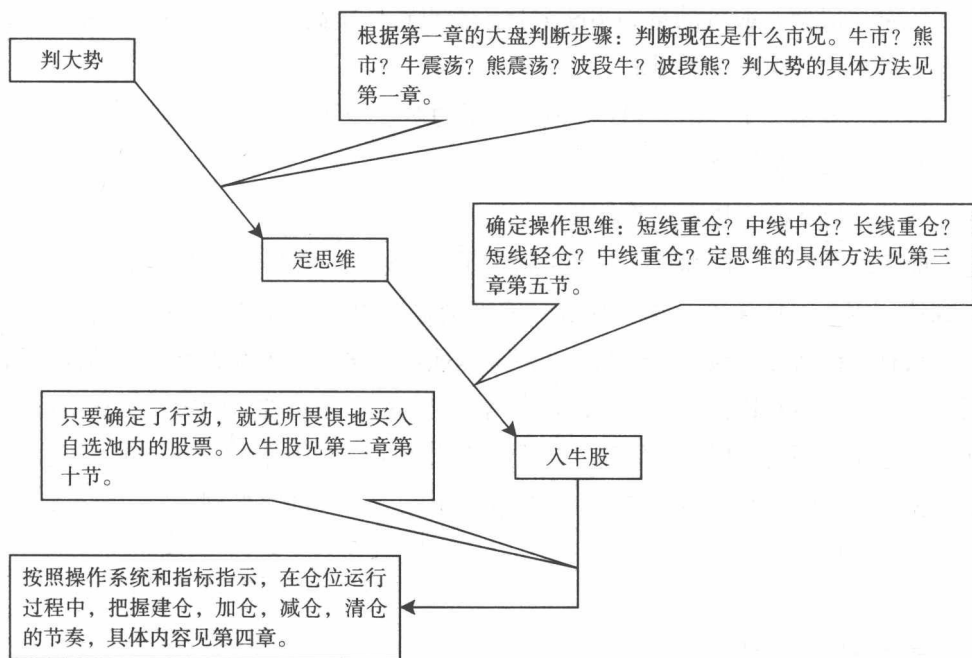 判大势
根据第一章的大盘判断步骤：判断现在是什么市况。牛市？熊
市？牛震荡？熊震荡？波段牛？波段熊？判大势的具体方法见
第一章。
定思维
确定操作思维：短线重仓？中线中仓？长线重仓？
短线轻仓？中线重仓？定思维的具体方法见第三
章第五节。
入牛股
只要确定了行动，就无所畏惧地买入
自选池内的股票。入牛股见第二章第
十节。
按照操作系统和指标指示，在仓位运行
过程中，把握建仓，加仓，减仓，清仓
的节奏，具体内容见第四章。